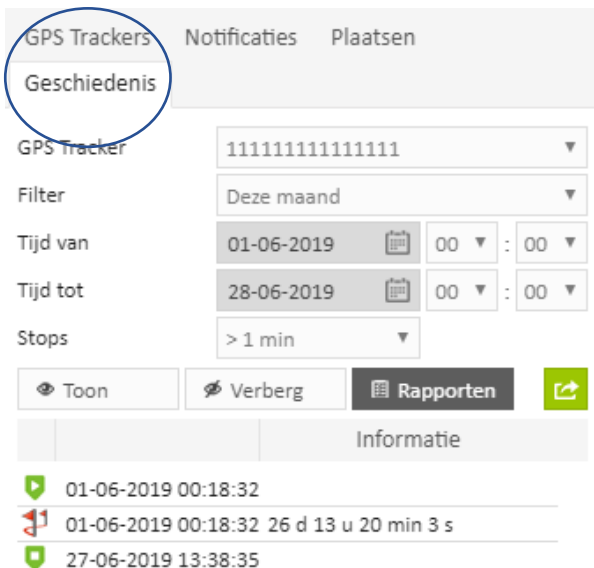 GPS Trackers Notificaties Plaatsen
Geschiedenis
GPS Tracker 111111111111111
Filter Deze maand
Tijd van 01-06-2019 00 : 00
Tijd tot 28-06-2019 00 : 00
Stops > 1 min
Toon Verberg Rapporten
Informatie
01-06-2019 00:18:32
01-06-2019 00:18:32 26 d 13 u 20 min 3 s
27-06-2019 13:38:35